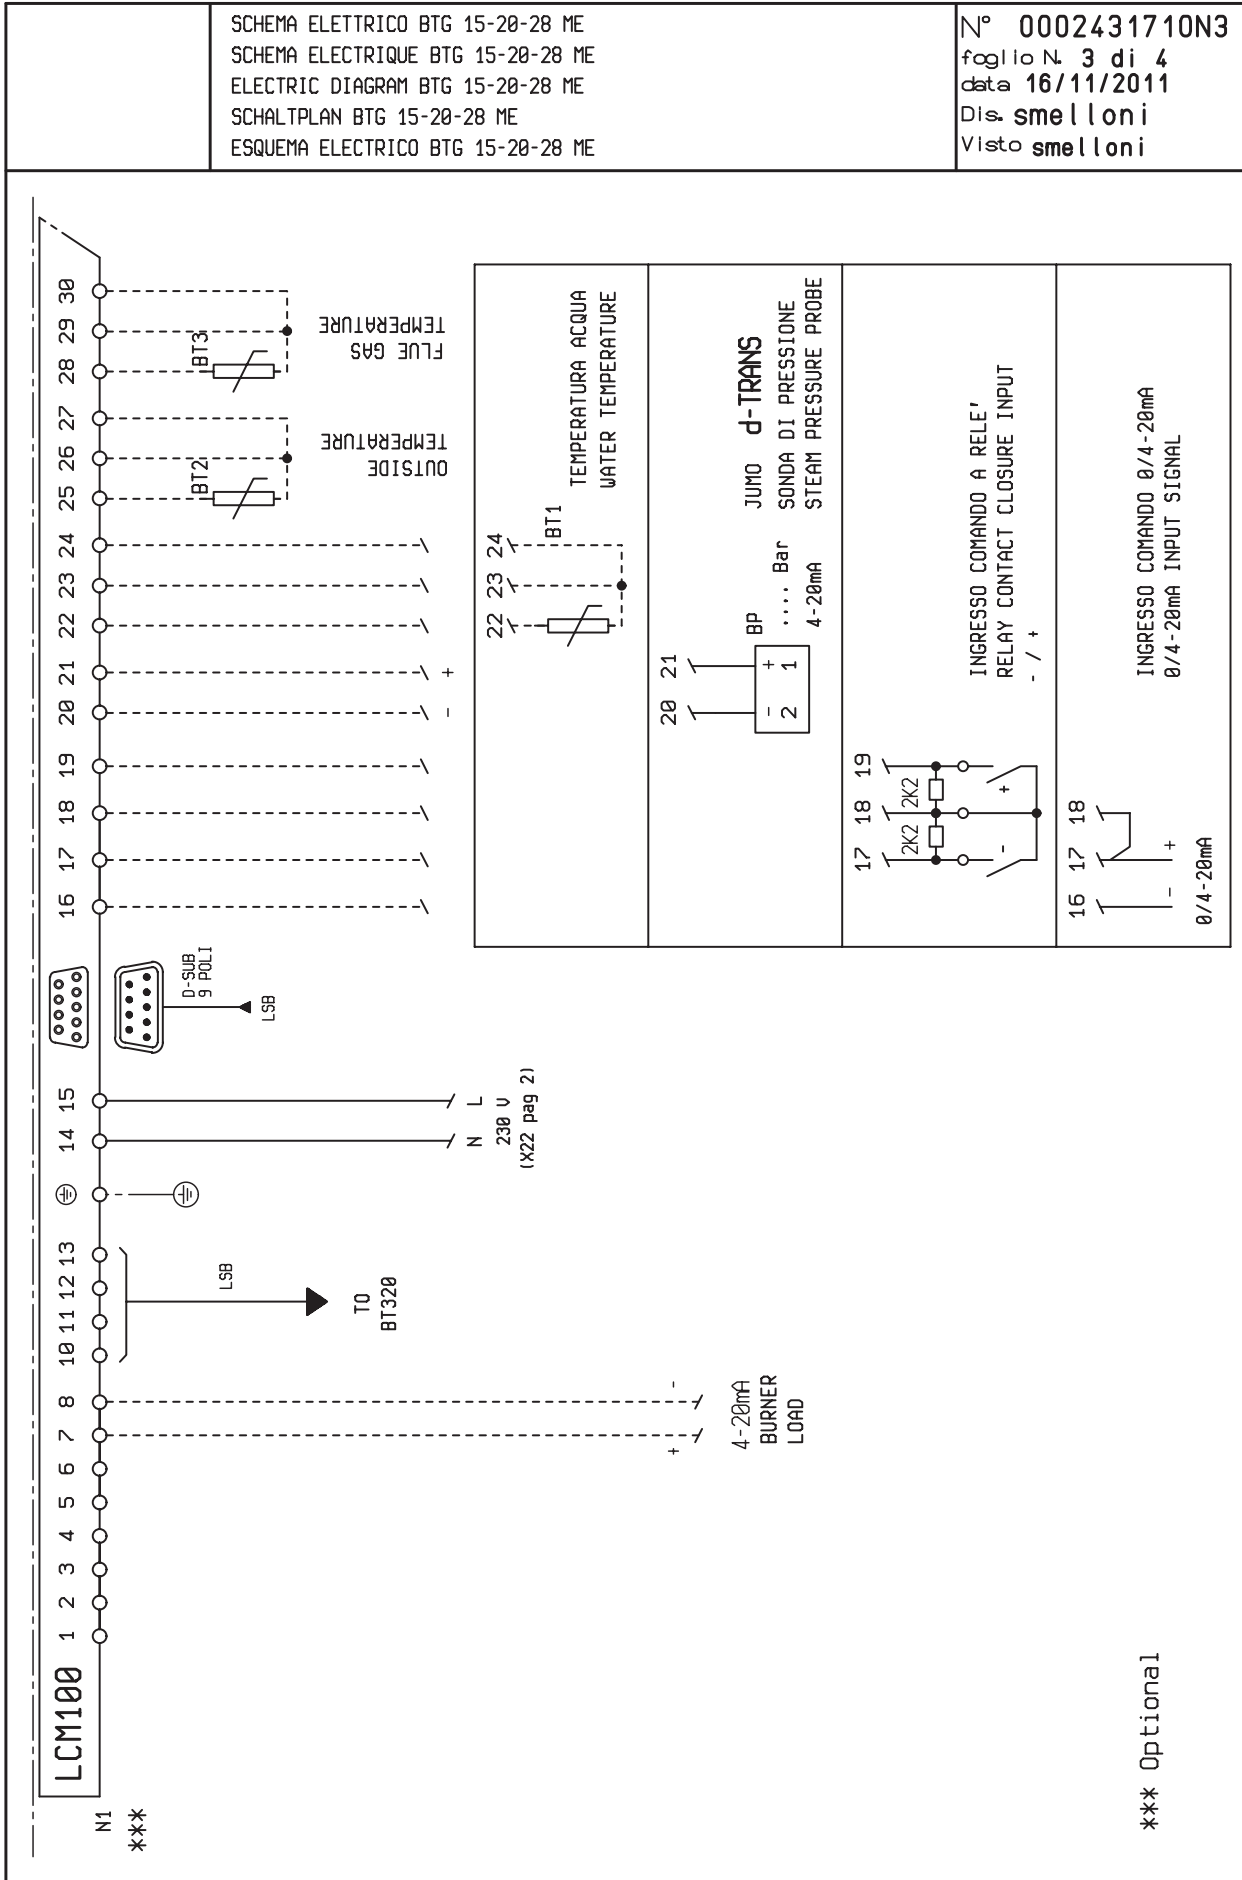 SCHEMA ELETTRICO BTG 15-20-28 ME
SCHEMA ELECTRIQUE BTG 15-20-28 ME
ELECTRIC DIAGRAM BTG 15-20-28 ME
SCHALTPLAN BTG 15-20-28 ME
ESQUEMA ELECTRICO BTG 15-20-28 ME
N° 0002431710N3
foglio N. 3 di 4
data 16/11/2011
Dis. smelloni
Visto smelloni
LCM100
1 2 3 4 5 6 7 8 10 11 12 13 14 15 16 17 18 19 20 21 22 23 24 25 26 27 28 29 30
N1
***
+ -
4-20mA
BURNER
LOAD
LSB
TO
BT320
N L
230 V
(X22 pag 2)
D-SUB
9 POLI
LSB
- +
BT2
OUTSIDE
TEMPERATURE
BT3
FLUE GAS
TEMPERATURE
22 23 24
BT1
TEMPERATURA ACQUA
WATER TEMPERATURE
20 21
- +
2 1
BP
.... Bar
4-20mA
JUMO d-TRANS
SONDA DI PRESSIONE
STEAM PRESSURE PROBE
17 18 19
2K2 2K2
- +
INGRESSO COMANDO A RELE'
RELAY CONTACT CLOSURE INPUT
- / +
16 17 18
- +
0/4-20mA
INGRESSO COMANDO 0/4-20mA
0/4-20mA INPUT SIGNAL
*** Optional